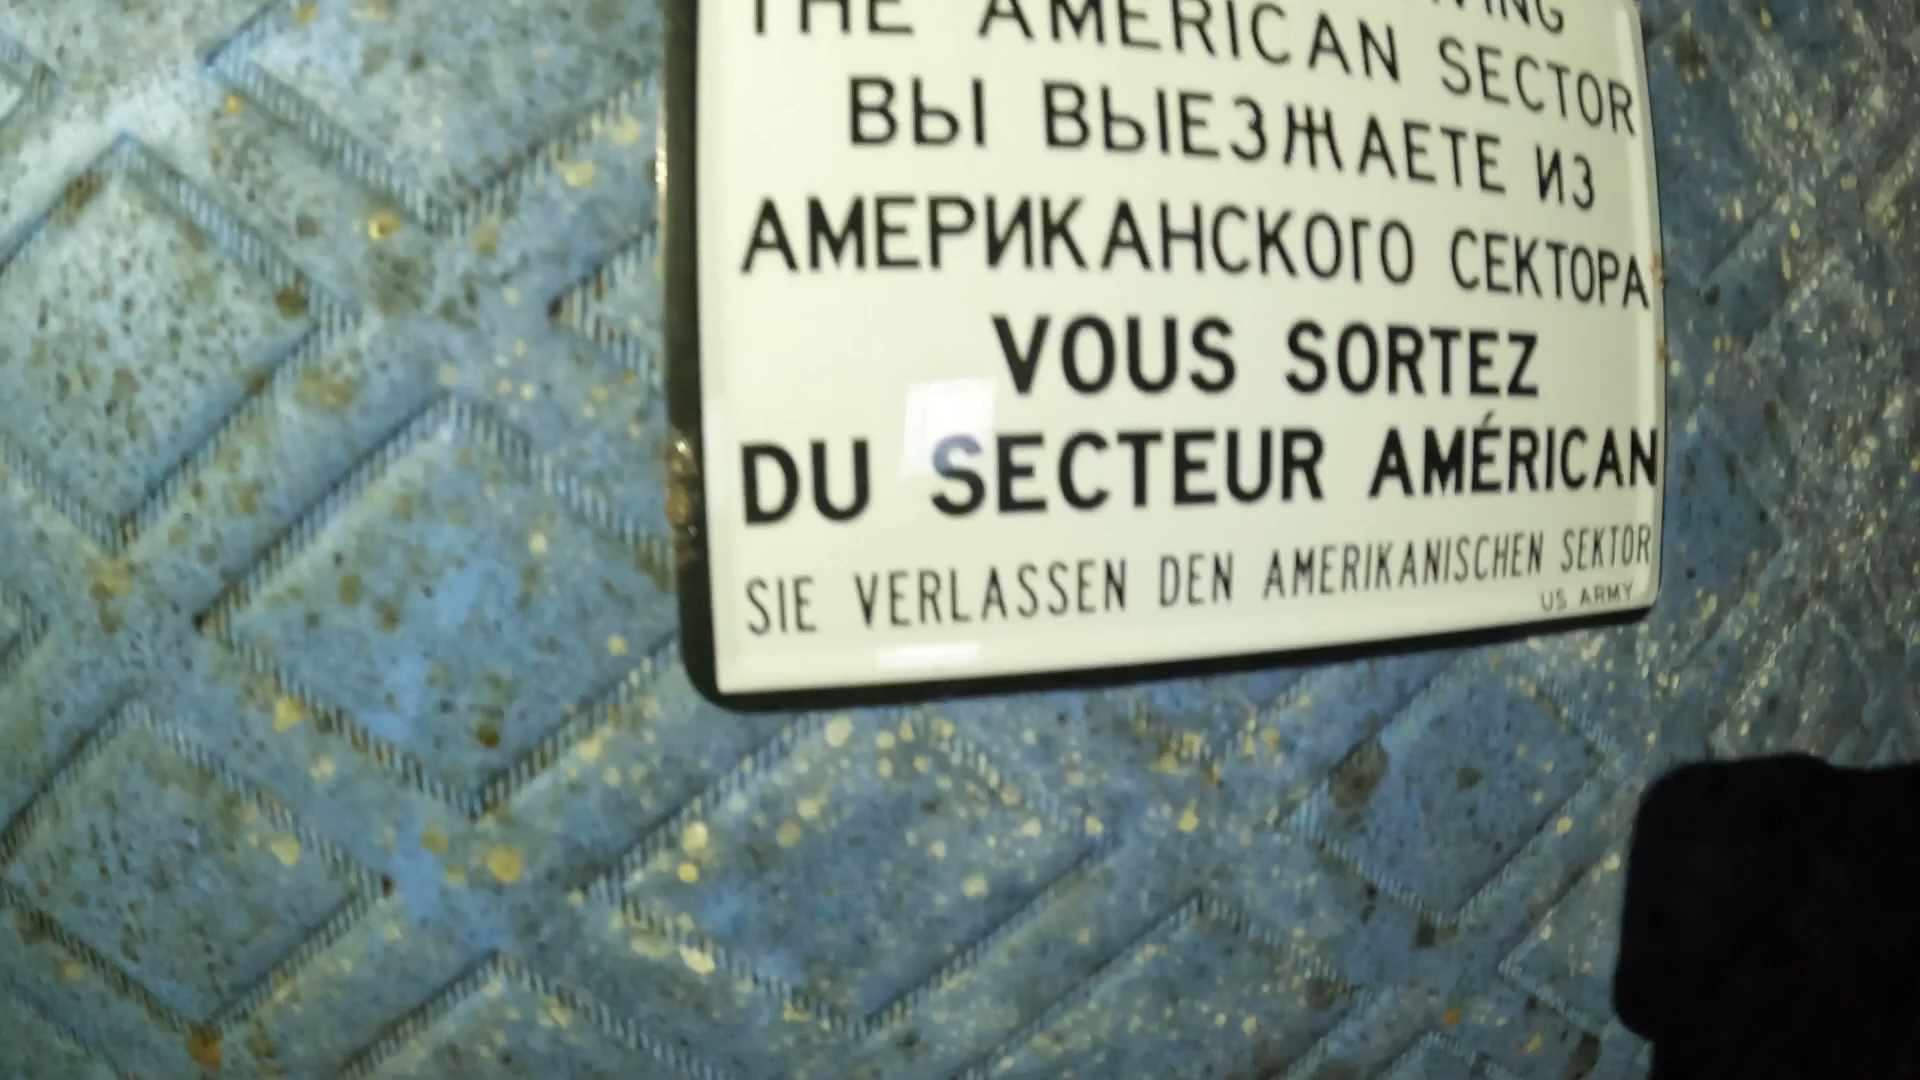 THE AMERICAN SECTOR
ВЫ ВЫЕЗЖАЕТЕ ИЗ
АМЕРИКАНСКОГО СЕКТОРА
VOUS SORTEZ
DU SECTEUR AMÉRICAN
SIE VERLASSEN DEN AMERIKANISCHEN SEKTOR
US ARMY